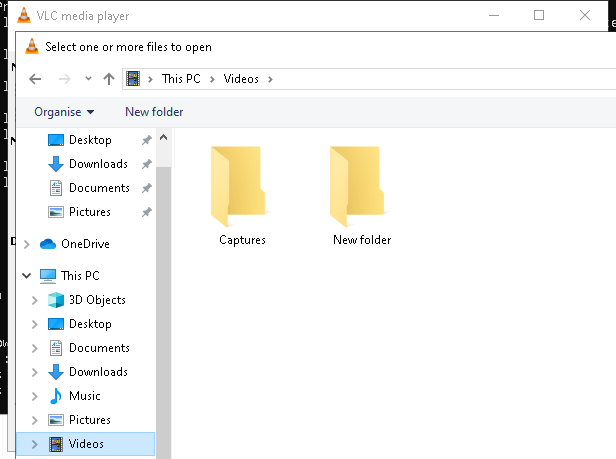 VLC media player
Select one or more files to open
This PC
Videos
Organise
New folder
Desktop
Downloads
Documents
Pictures
OneDrive
This PC
3D Objects
Desktop
Documents
Downloads
Music
Pictures
Videos
Captures
New folder